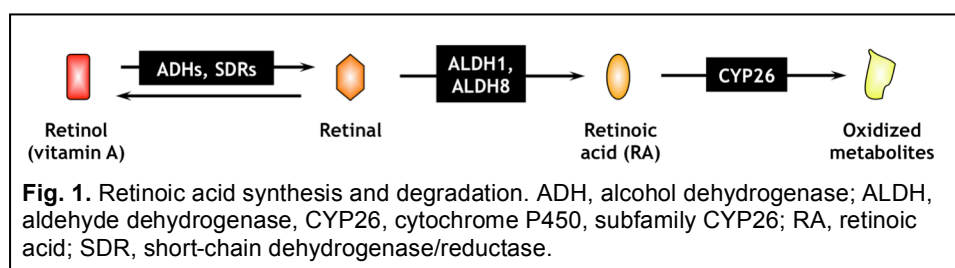 ADHs, SDRs
ALDH1,
ALDH8
CYP26
Retinol
(vitamin A)
Retinal
Retinoic
acid (RA)
Oxidized
metabolites
Fig. 1. Retinoic acid synthesis and degradation. ADH, alcohol dehydrogenase; ALDH,
aldehyde dehydrogenase, CYP26, cytochrome P450, subfamily CYP26; RA, retinoic
acid; SDR, short-chain dehydrogenase/reductase.